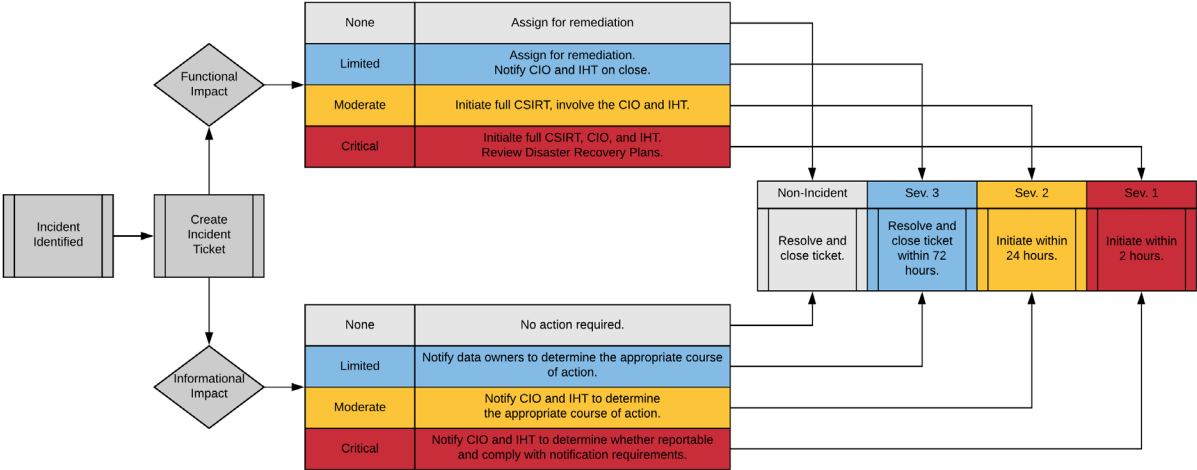 None
Assign for remediation
Limited
Assign for remediation.
Notify CIO and IHT on close.
Moderate
Initiate full CSIRT, involve the CIO and IHT.
Critical
Initialte full CSIRT, CIO, and IHT.
Review Disaster Recovery Plans.
Functional
Impact
Incident
Identified
Create
Incident
Ticket
Informational
Impact
None
No action required.
Limited
Notify data owners to determine the appropriate course
of action.
Moderate
Notify CIO and IHT to determine
the appropriate course of action.
Critical
Notify CIO and IHT to determine whether reportable
and comply with notification requirements.
Non-Incident
Sev. 3
Sev. 2
Sev. 1
Resolve and
close ticket.
Resolve and
close ticket
within 72
hours.
Initiate within
24 hours.
Initiate within
2 hours.